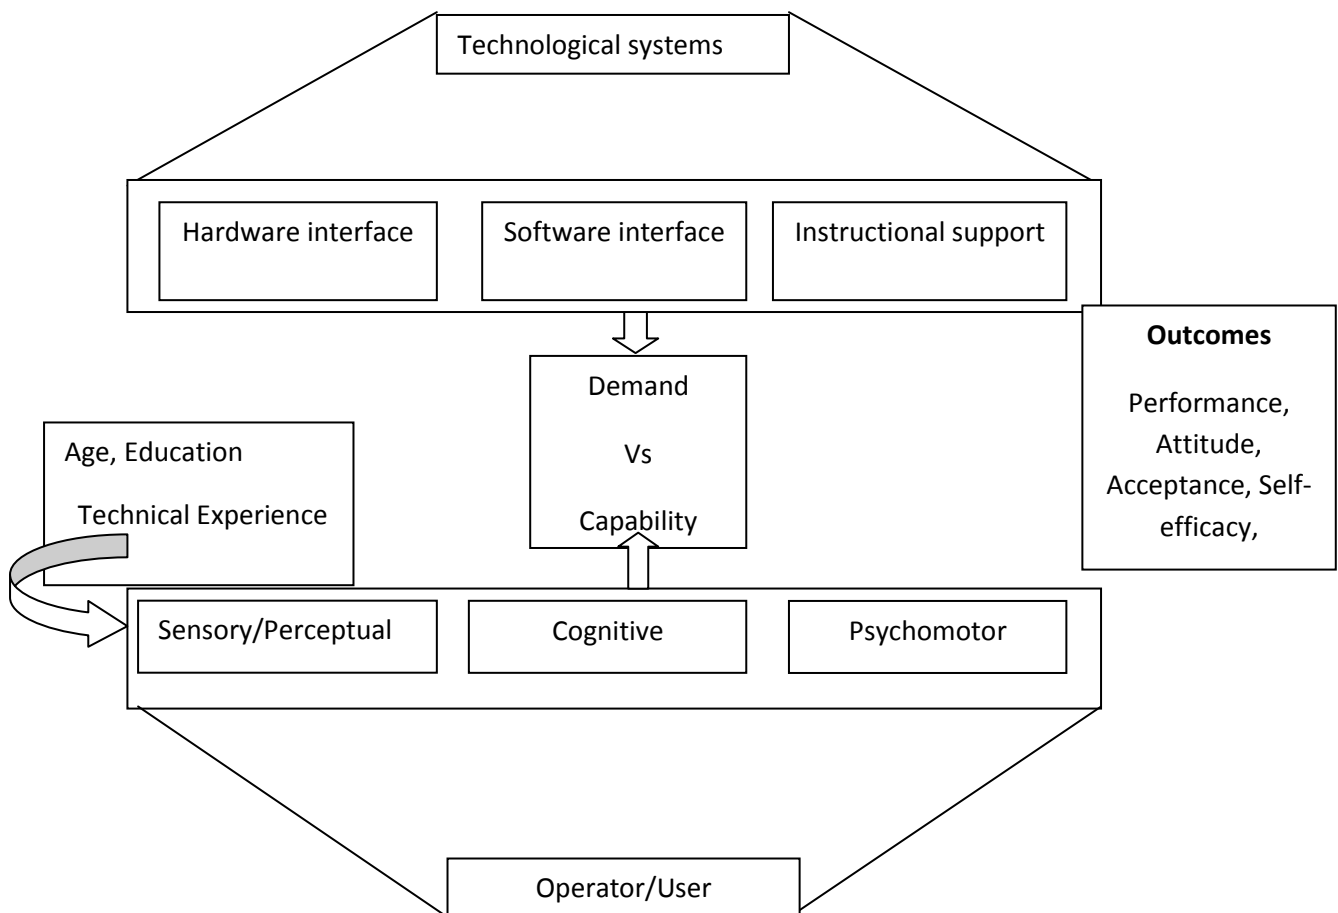 Technological systems
Hardware interface
Software interface
Instructional support
Outcomes
Performance,
Attitude,
Acceptance, Self-
efficacy,
Demand
Vs
Capability
Age, Education
Technical Experience
Sensory/Perceptual
Cognitive
Psychomotor
Operator/User